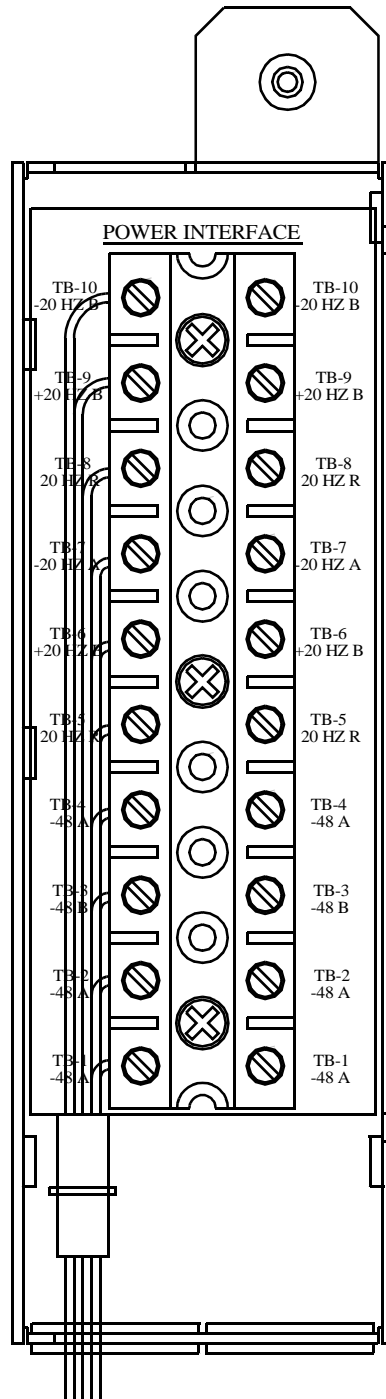 POWER INTERFACE
TB-10
-20 HZ B
TB-10
-20 HZ B
TB-9
+20 HZ B
TB-9
+20 HZ B
TB-8
20 HZ R
TB-8
20 HZ R
TB-7
-20 HZ A
TB-7
-20 HZ A
TB-6
+20 HZ B
TB-6
+20 HZ B
TB-5
20 HZ R
TB-5
20 HZ R
TB-4
-48 A
TB-4
-48 A
TB-3
-48 B
TB-3
-48 B
TB-2
-48 A
TB-2
-48 A
TB-1
-48 A
TB-1
-48 A